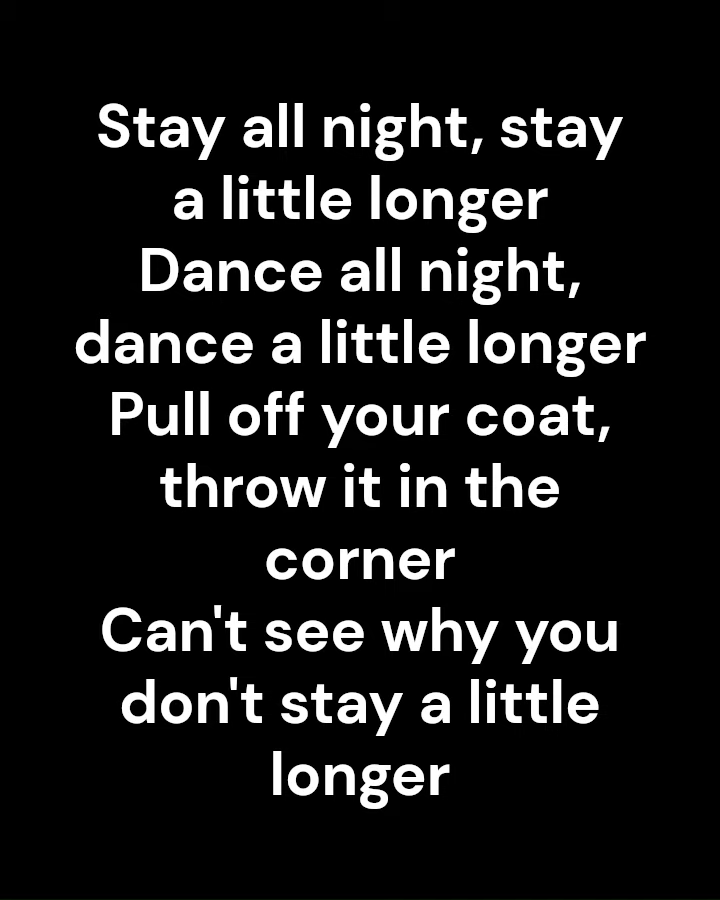 Stay all night, stay
a little longer
Dance all night,
dance a little longer
Pull off your coat,
throw it in the
corner
Can't see why you
don't stay a little
longer